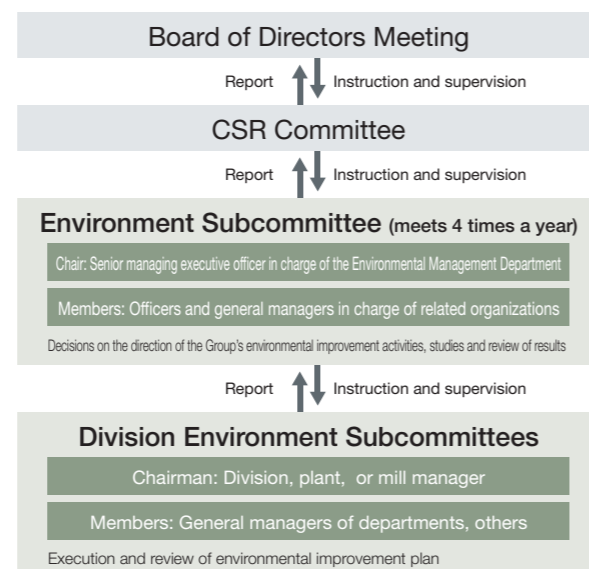 Board of Directors Meeting
Report Instruction and supervision
CSR Committee
Report Instruction and supervision
Environment Subcommittee (meets 4 times a year)
Chair: Senior managing executive officer in charge of the Environmental Management Department
Members: Officers and general managers in charge of related organizations
Decisions on the direction of the Group's environmental improvement activities, studies and review of results
Report Instruction and supervision
Division Environment Subcommittees
Chairman: Division, plant, or mill manager
Members: General managers of departments, others
Execution and review of environmental improvement plan